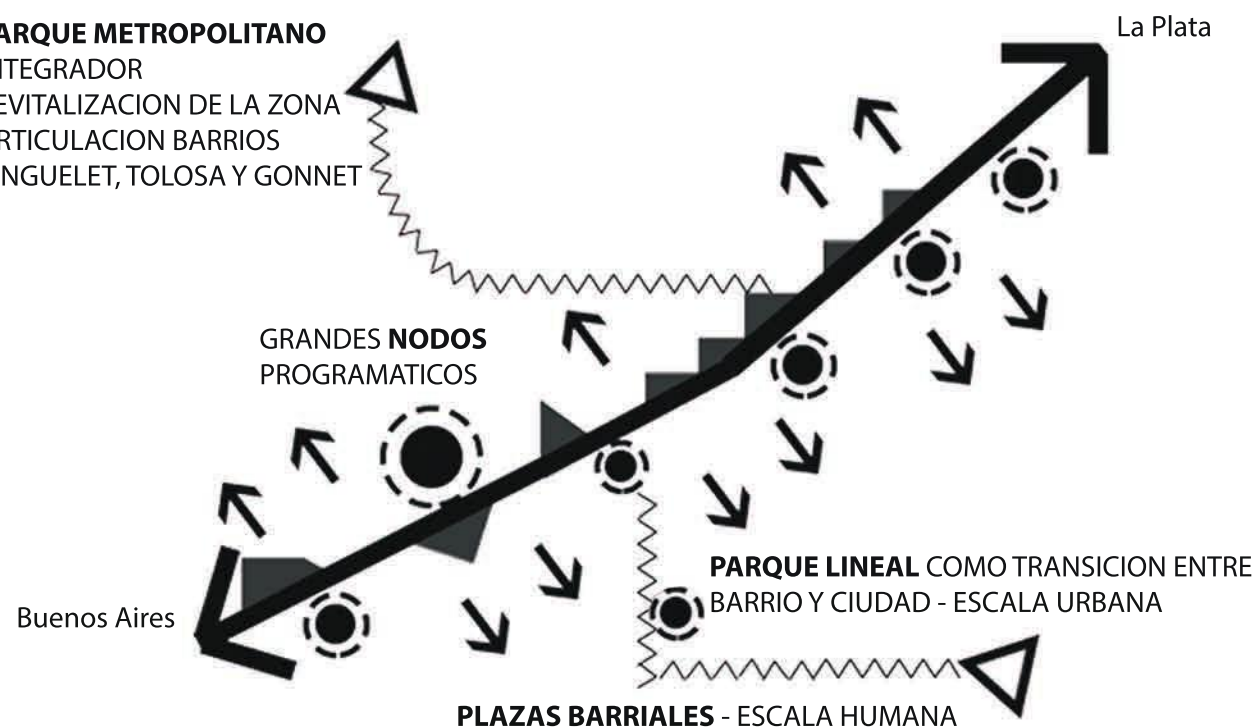 La Plata
ARQUE METROPOLITANO
NTEGRADOR
EVITALIZACION DE LA ZONA
RTICULACION BARRIOS
NGUELET, TOLOSA Y GONNET
GRANDES NODOS
PROGRAMATICOS
PARQUE LINEAL COMO TRANSICION ENTRE
BARRIO Y CIUDAD - ESCALA URBANA
Buenos Aires
PLAZAS BARRIALES - ESCALA HUMANA